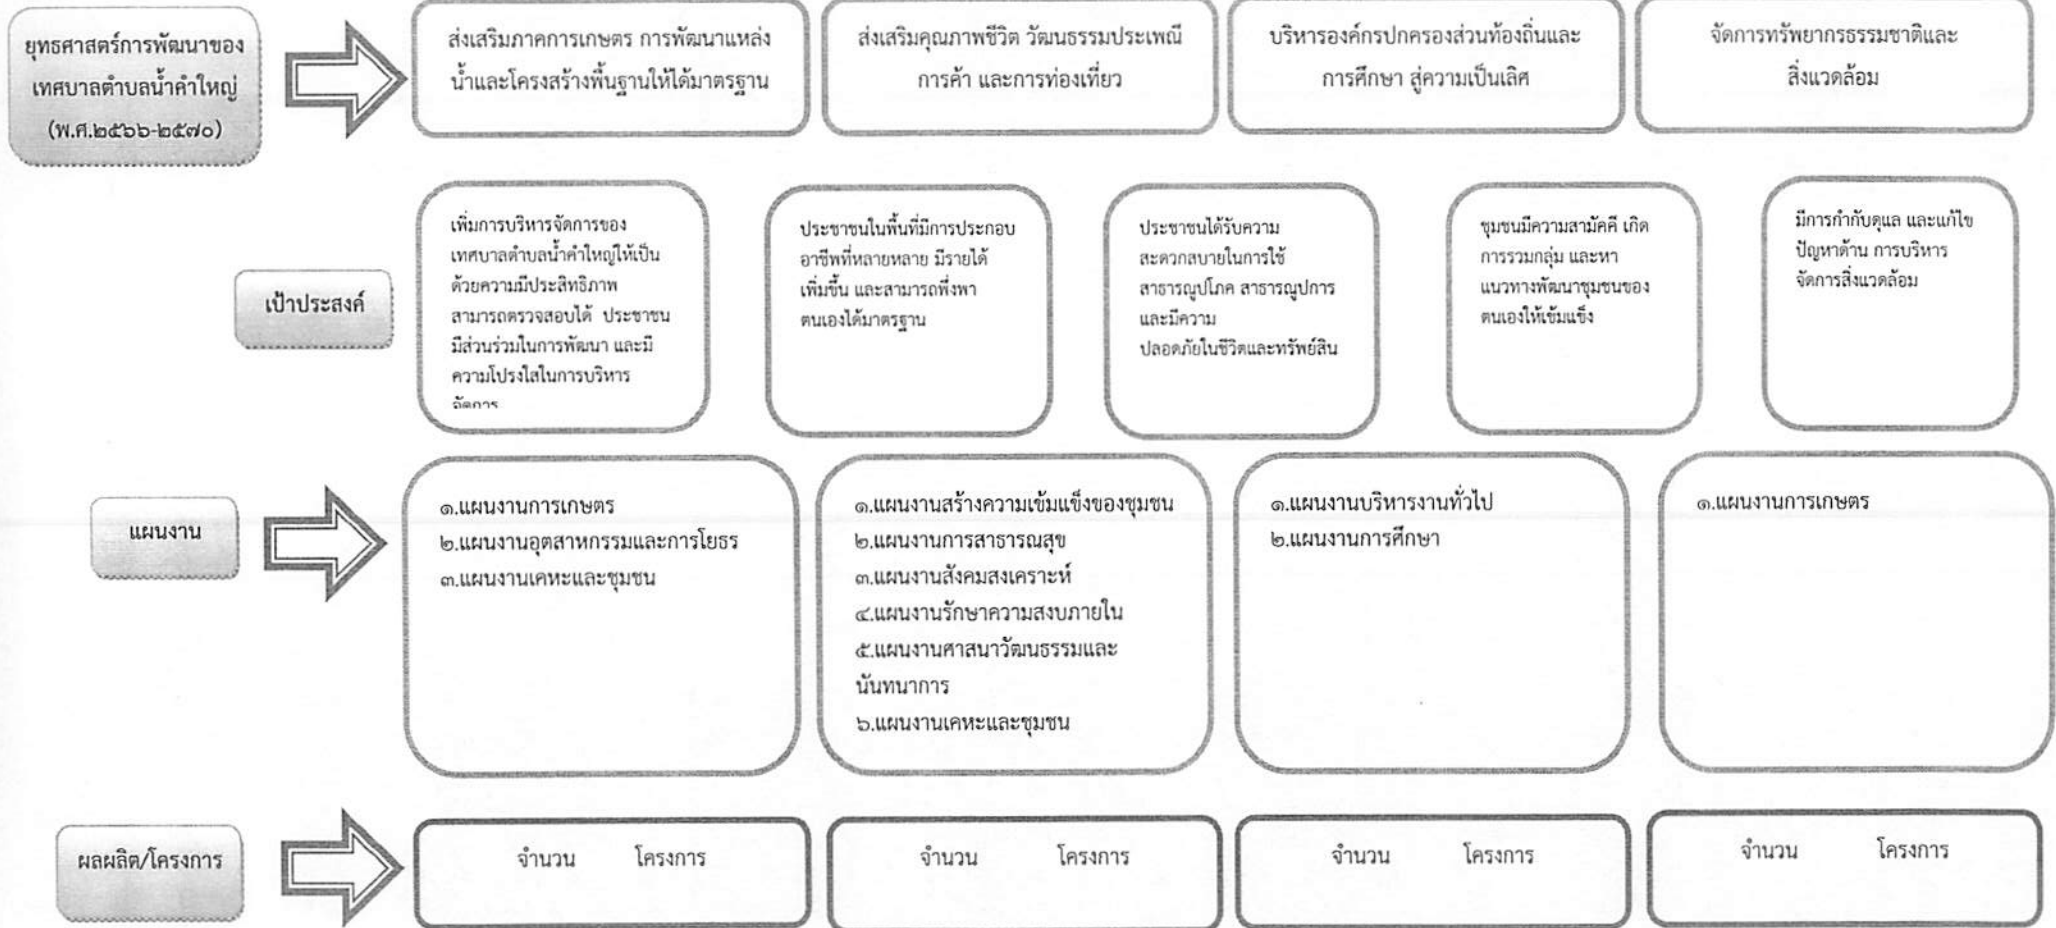 ยุทธศาสตร์การพัฒนาของ
เทศบาลตำบลน้ำคำใหญ่
(พ.ศ.๒๕๖๖-๒๕๗๐)
ส่งเสริมภาคการเกษตร การพัฒนาแหล่ง
น้ำและโครงสร้างพื้นฐานให้ได้มาตรฐาน
ส่งเสริมคุณภาพชีวิต วัฒนธรรมประเพณี
การค้า และการท่องเที่ยว
บริหารองค์กรปกครองส่วนท้องถิ่นและ
การศึกษา สู่ความเป็นเลิศ
จัดการทรัพยากรธรรมชาติและ
สิ่งแวดล้อม
เป้าประสงค์
เพิ่มการบริหารจัดการของ
เทศบาลตำบลน้ำคำใหญ่ให้เป็น
ด้วยความมีประสิทธิภาพ
สามารถตรวจสอบได้ ประชาชน
มีส่วนร่วมในการพัฒนา และมี
ความโปร่งใสในการบริหาร
จัดการ
ประชาชนในพื้นที่มีการประกอบ
อาชีพที่หลายหลาย มีรายได้
เพิ่มขึ้น และสามารถพึ่งพา
ตนเองได้มาตรฐาน
ประชาชนได้รับความ
สะดวกสบายในการใช้
สาธารณูปโภค สาธารณูปการ
และมีความ
ปลอดภัยในชีวิตและทรัพย์สิน
ชุมชนมีความสามัคคี เกิด
การรวมกลุ่ม และหา
แนวทางพัฒนาชุมชนของ
ตนเองให้เข้มแข็ง
มีการกำกับดูแล และแก้ไข
ปัญหาด้าน การบริหาร
จัดการสิ่งแวดล้อม
แผนงาน
๑.แผนงานการเกษตร
๒.แผนงานอุตสาหกรรมและการโยธร
๓.แผนงานเคหะและชุมชน
๑.แผนงานสร้างความเข้มแข็งของชุมชน
๒.แผนงานการสาธารณสุข
๓.แผนงานสังคมสงเคราะห์
๔.แผนงานรักษาความสงบภายใน
๕.แผนงานศาสนาวัฒนธรรมและ
นันทนาการ
๖.แผนงานเคหะและชุมชน
๑.แผนงานบริหารงานทั่วไป
๒.แผนงานการศึกษา
๑.แผนงานการเกษตร
ผลผลิต/โครงการ
จำนวน โครงการ
จำนวน โครงการ
จำนวน โครงการ
จำนวน โครงการ